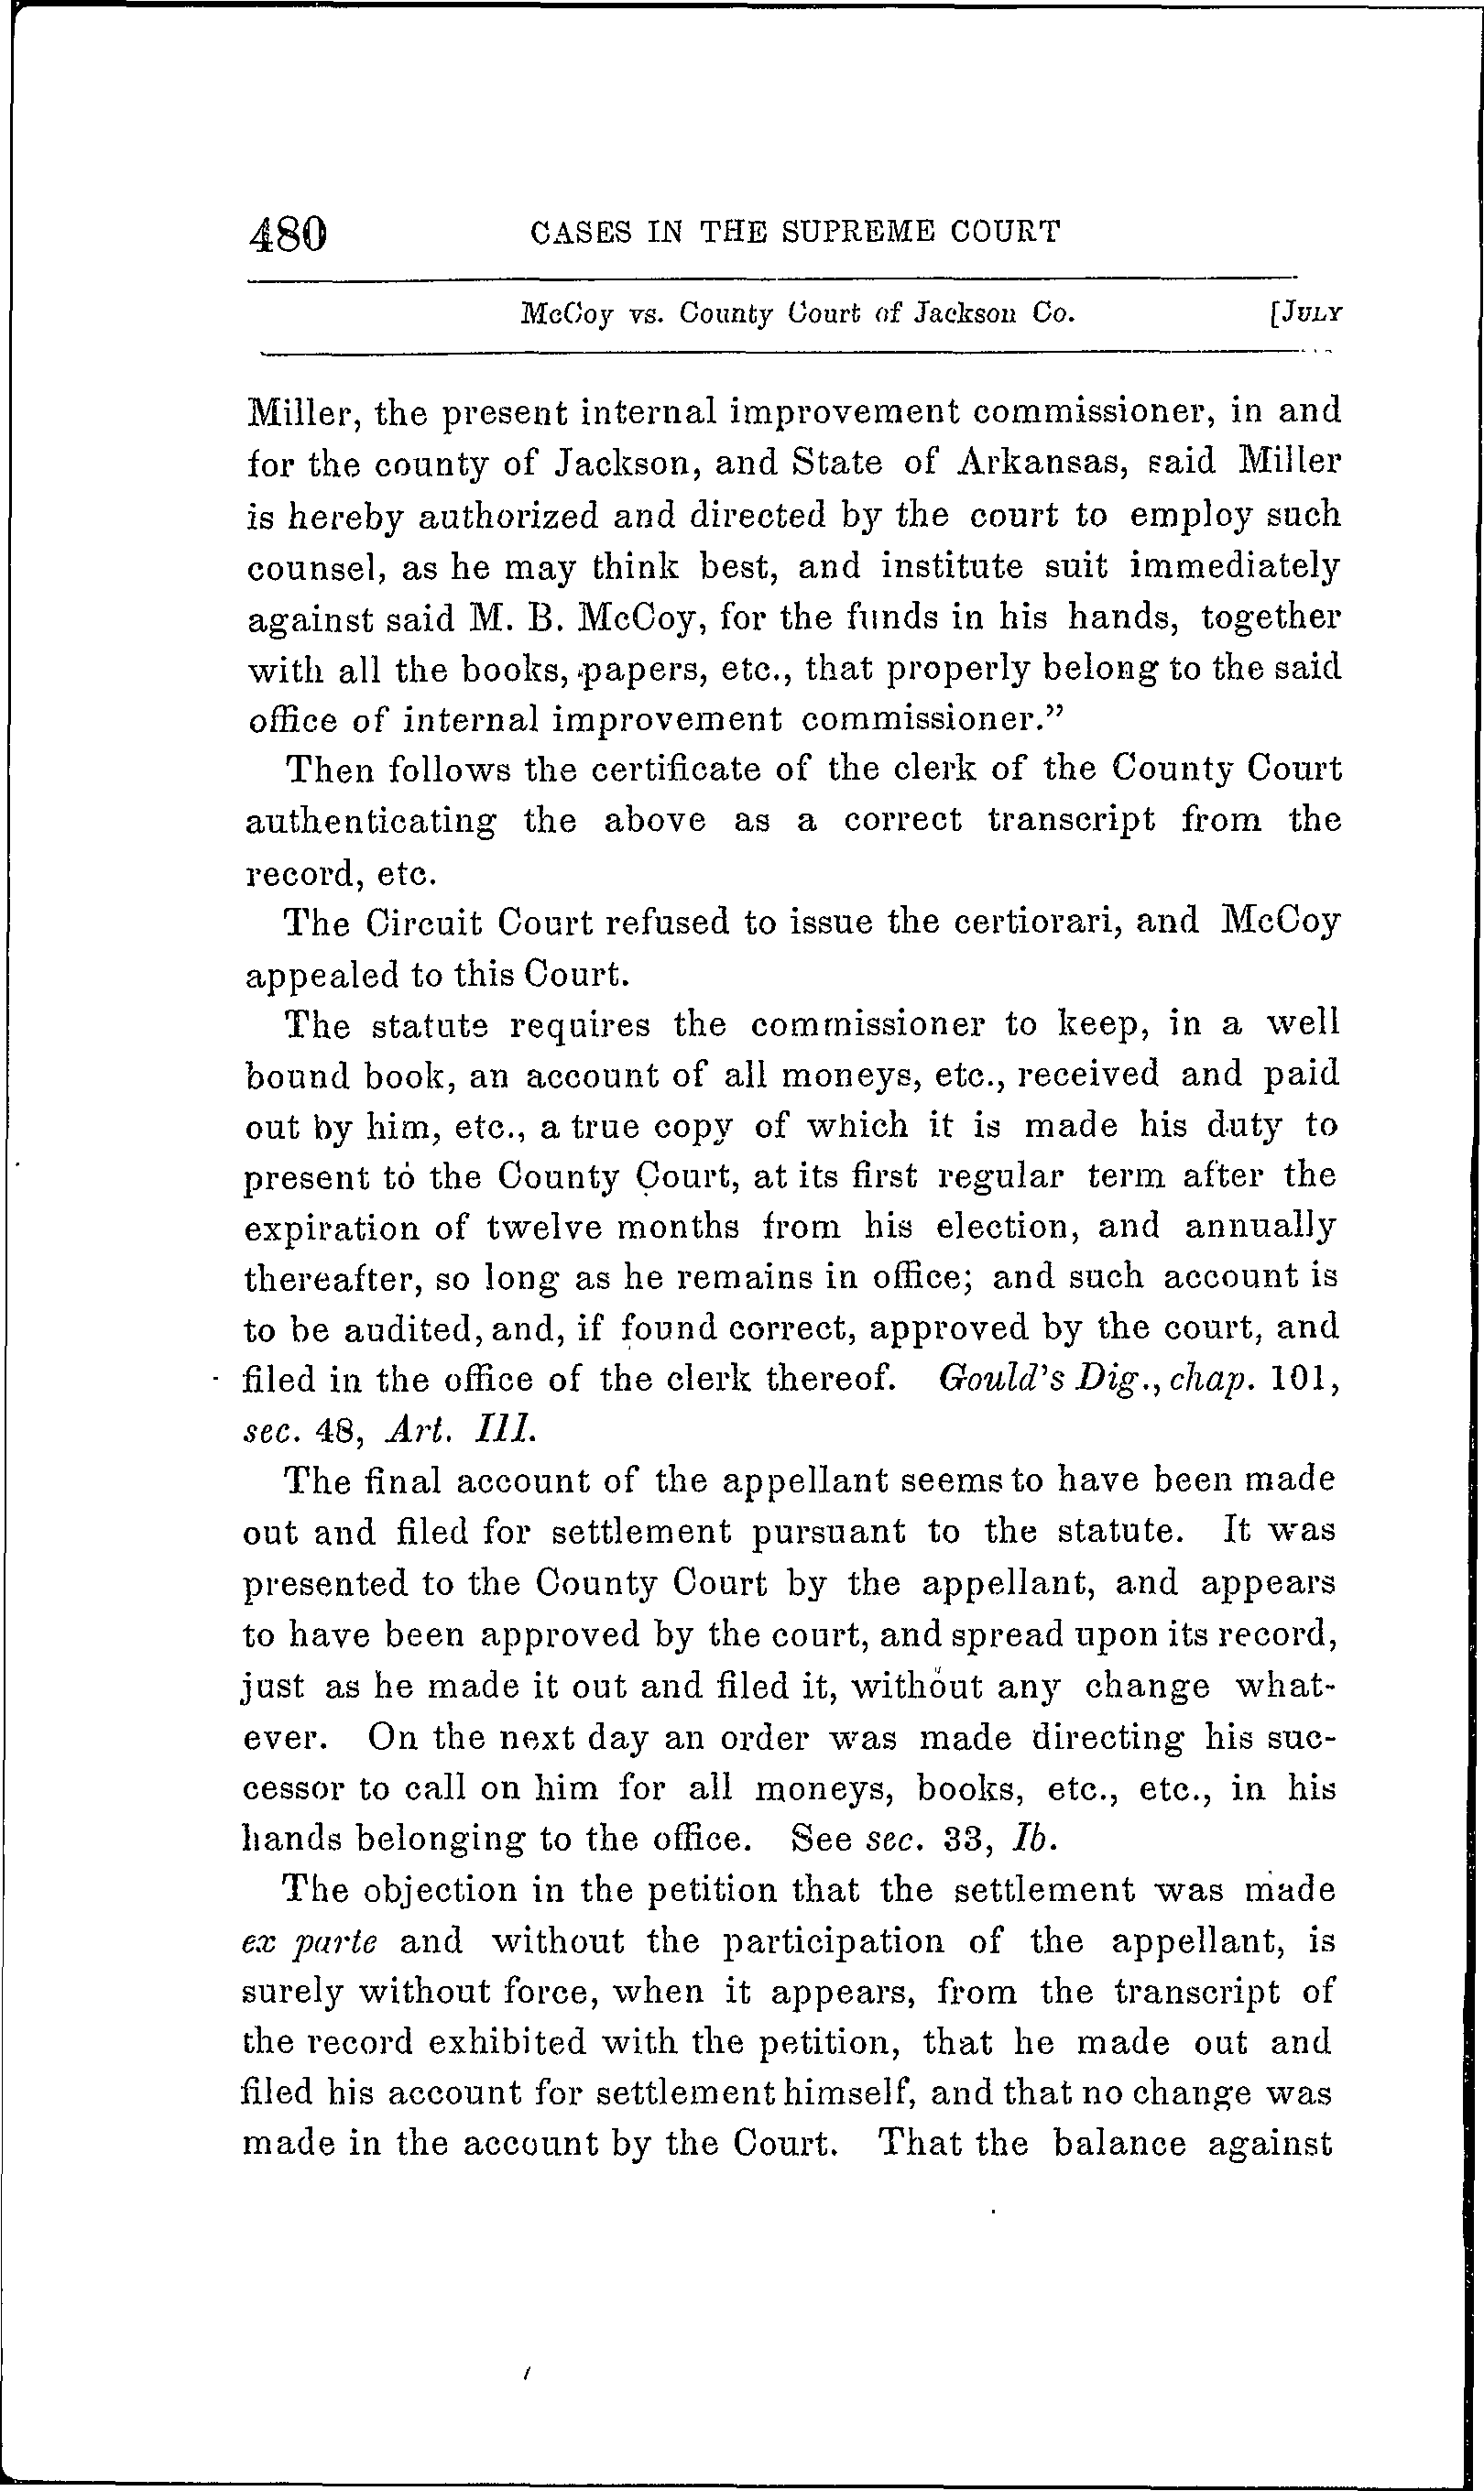 480 CASES IN THE SUPREME COURT
McCoy vs. County Court of Jackson Co. [JULY
Miller, the present internal improvement commissioner, in and
for the county of Jackson, and State of Arkansas, said Miller
is hereby authorized and directed by the court to employ such
counsel, as he may think best, and institute suit immediately
against said M. B. McCoy, for the funds in his hands, together
with all the books, papers, etc., that properly belong to the said
office of internal improvement commissioner.”
Then follows the certificate of the clerk of the County Court
authenticating the above as a correct transcript from the
record, etc.
The Circuit Court refused to issue the certiorari, and McCoy
appealed to this Court.
The statute requires the commissioner to keep, in a well
bound book, an account of all moneys, etc., received and paid
out by him, etc., a true copy of which it is made his duty to
present to the County Court, at its first regular term after the
expiration of twelve months from his election, and annually
thereafter, so long as he remains in office; and such account is
to be audited, and, if found correct, approved by the court, and
filed in the office of the clerk thereof. Gould's Dig., chap. 101,
sec. 48, Art. III.
The final account of the appellant seems to have been made
out and filed for settlement pursuant to the statute. It was
presented to the County Court by the appellant, and appears
to have been approved by the court, and spread upon its record,
just as he made it out and filed it, without any change what-
ever. On the next day an order was made directing his suc-
cessor to call on him for all moneys, books, etc., etc., in his
hands belonging to the office. See sec. 33, Ib.
The objection in the petition that the settlement was made
ex parte and without the participation of the appellant, is
surely without force, when it appears, from the transcript of
the record exhibited with the petition, that he made out and
filed his account for settlement himself, and that no change was
made in the account by the Court. That the balance against